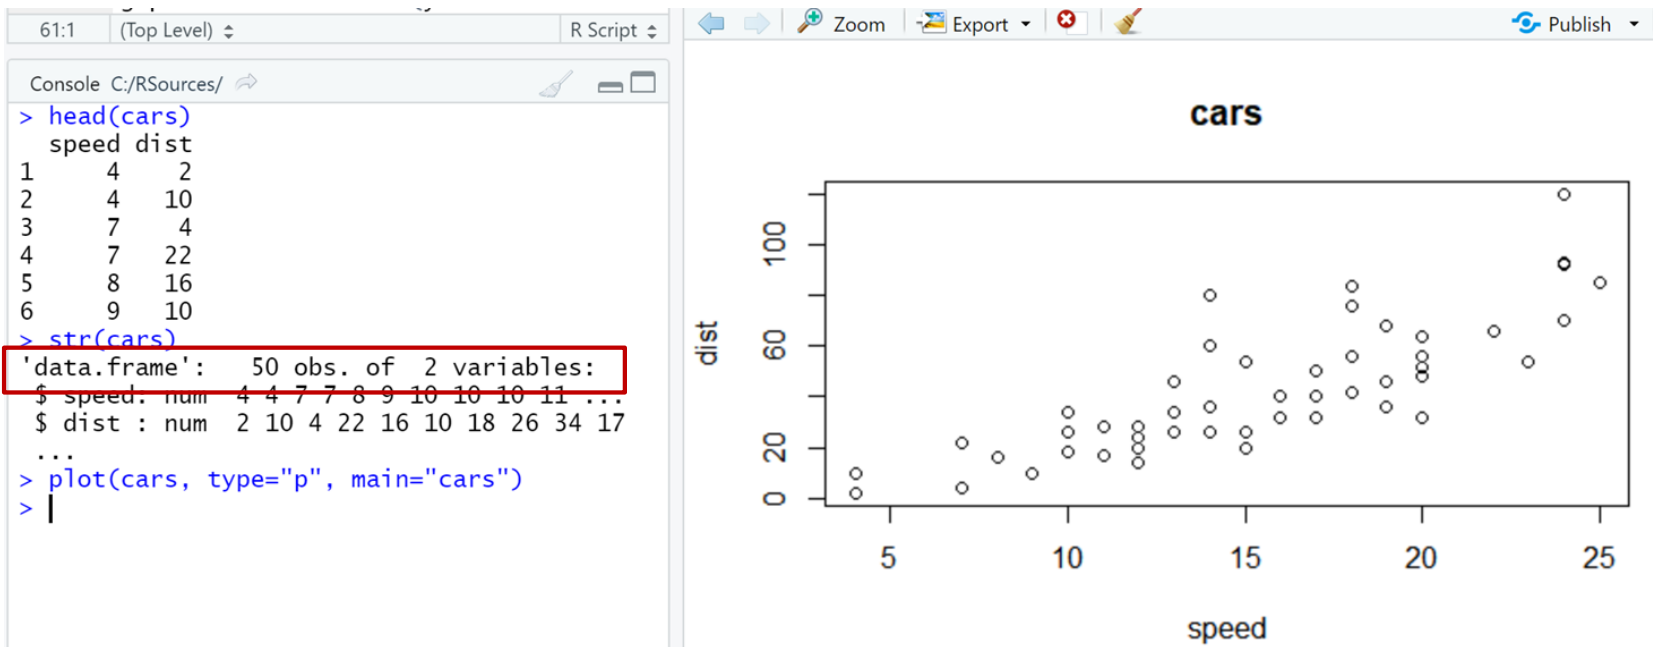 61:1 (Top Level) R Script
Console C:/RSources/
> head(cars)
speed dist
1 4 2
2 4 10
3 7 4
4 7 22
5 8 16
6 9 10
> str(cars)
'data.frame': 50 obs. of 2 variables:
$ speed: num 4 4 7 7 8 9 10 10 10 11 ...
$ dist : num 2 10 4 22 16 10 18 26 34 17
...
> plot(cars, type="p", main="cars")
>
Zoom Export Publish
cars
dist
100
60
20
0
5 10 15 20 25
speed